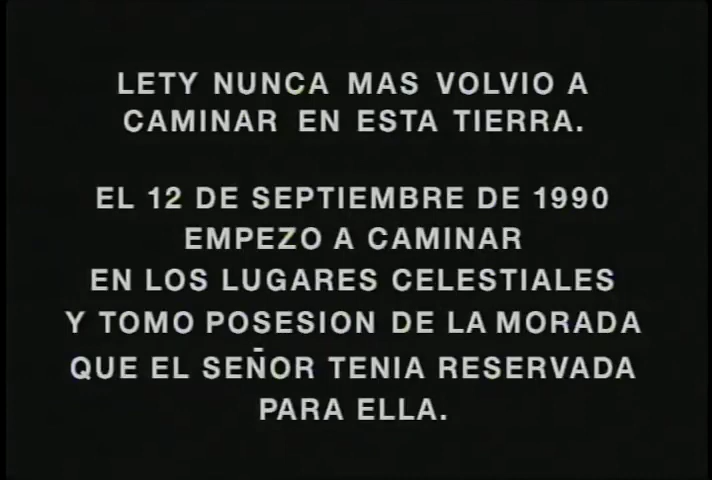 LETY NUNCA MAS VOLVIO A
CAMINAR EN ESTA TIERRA.
EL 12 DE SEPTIEMBRE DE 1990
EMPEZO A CAMINAR
EN LOS LUGARES CELESTIALES
Y TOMO POSESION DE LA MORADA
QUE EL SEÑOR TENIA RESERVADA
PARA ELLA.